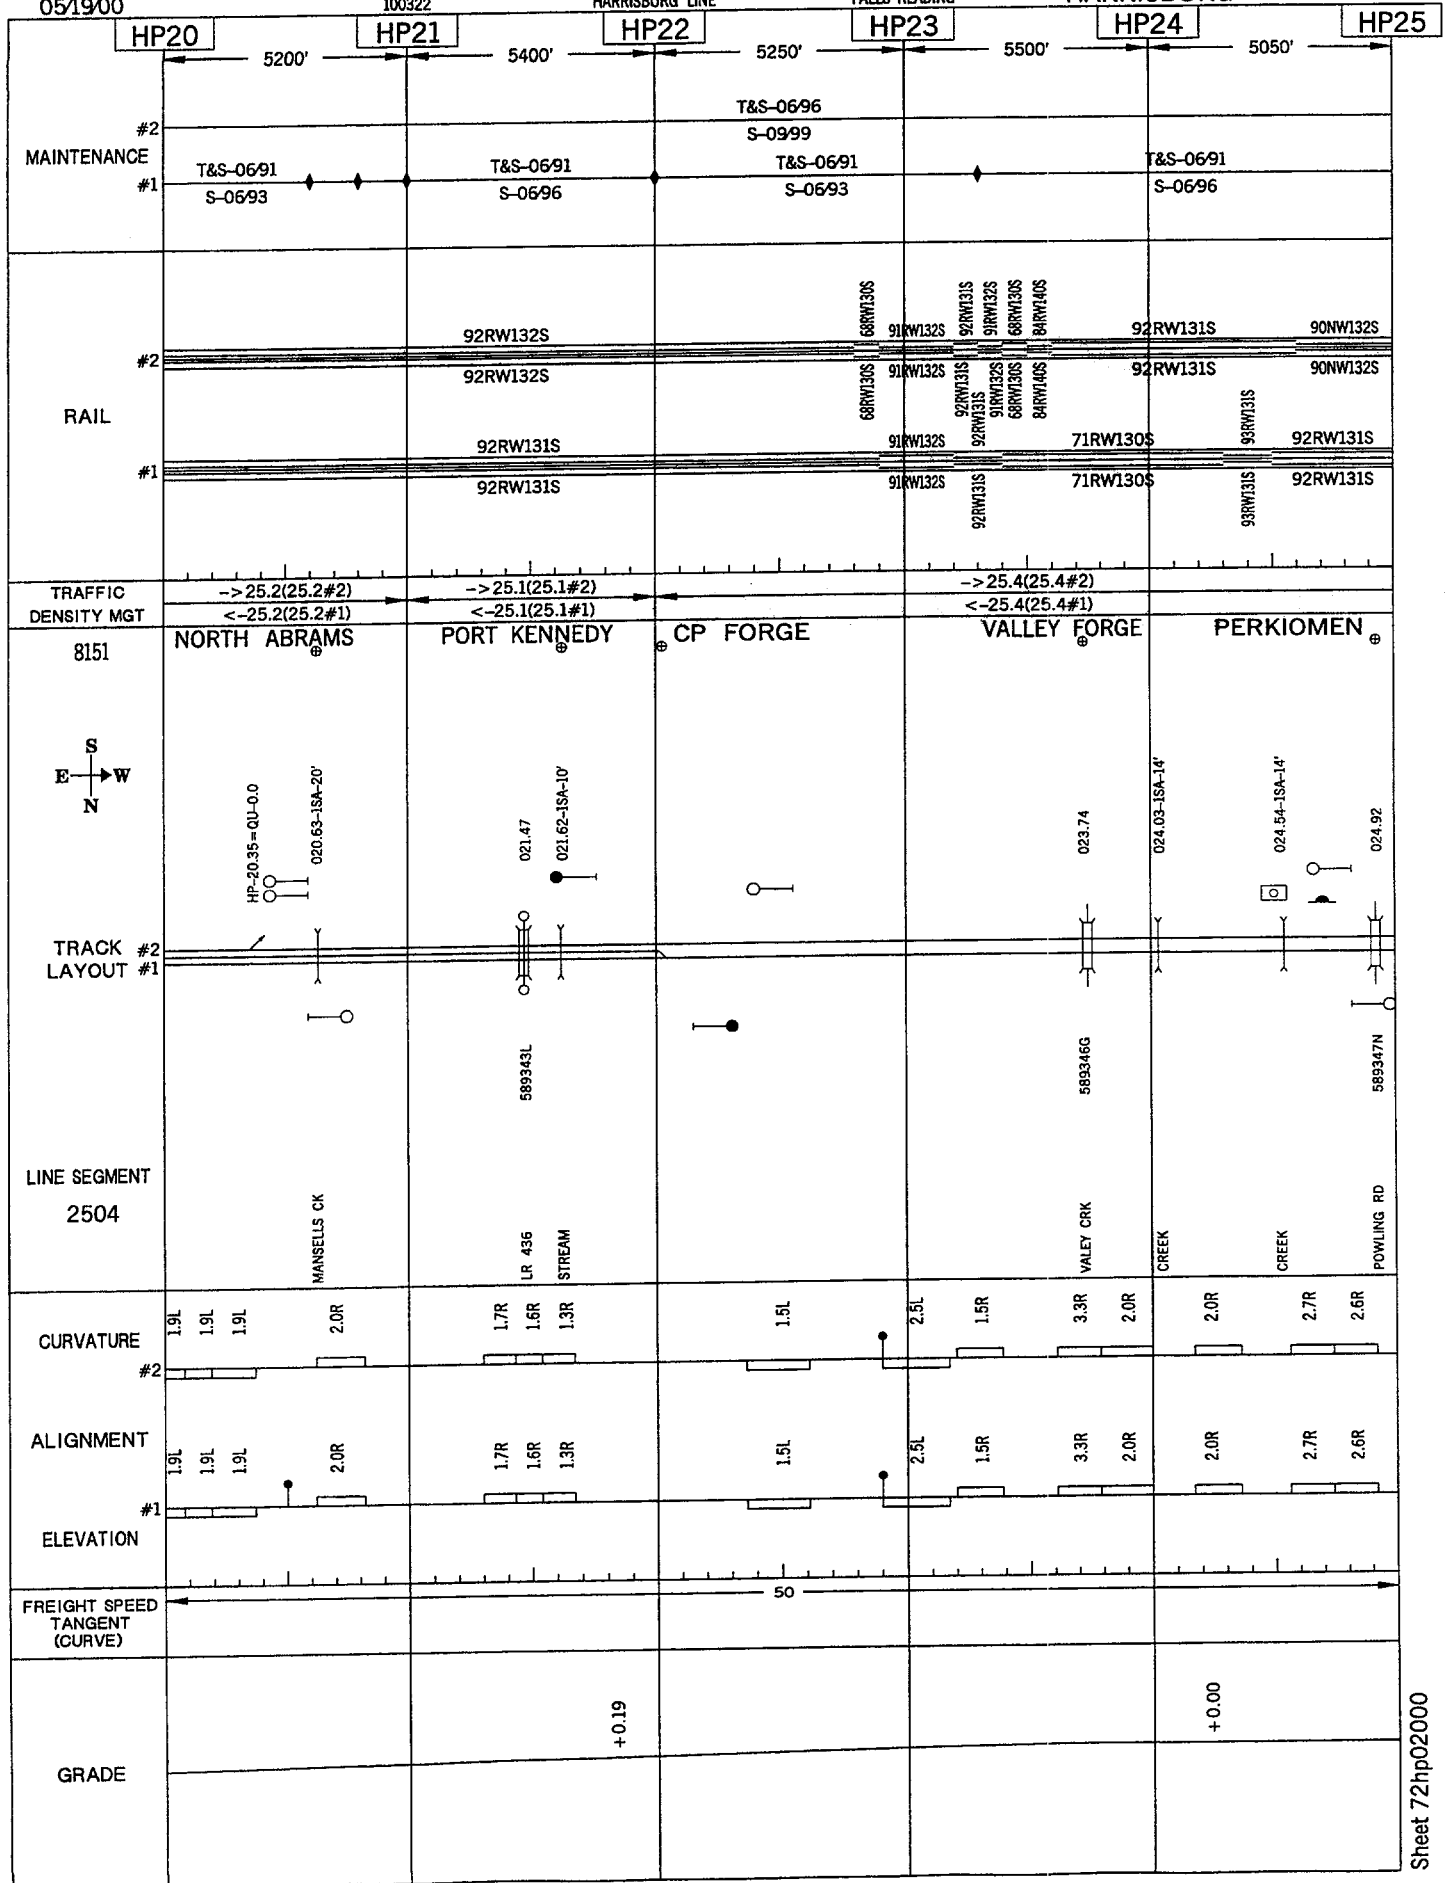 05/19/00 100322 HARRISBURG LINE FALLS READING HARRISBURG
HP20 HP21 HP22 HP23 HP24 HP25
5200' 5400' 5250' 5500' 5050'
T&S-06/96
#2
S-09/99
MAINTENANCE
T&S-06/91 T&S-06/91 T&S-06/91 T&S-06/91
#1
S-06/93 S-06/96 S-06/93 S-06/96
68RW130S 92RW131S 91RW132S 68RW130S 84RW140S
92RW132S 91RW132S 92RW131S 90NW132S
#2
92RW132S 91RW132S 92RW131S 90NW132S
68RW130S 92RW131S 92RW131S 91RW132S 68RW130S 84RW140S 93RW131S
RAIL
92RW131S 91RW132S 71RW130S 92RW131S
#1
92RW131S 91RW132S 71RW130S 92RW131S
92RW131S 93RW131S
TRAFFIC ->25.2(25.2#2) ->25.1(25.1#2) ->25.4(25.4#2)
DENSITY MGT <-25.2(25.2#1) <-25.1(25.1#1) <-25.4(25.4#1)
NORTH ABRAMS PORT KENNEDY CP FORGE VALLEY FORGE PERKIOMEN
8151
S
E W
N
HP-20.35=QU-0.0 020.63-1SA-20' 021.47 021.62-1SA-10' 023.74 024.03-1SA-14' 024.54-1SA-14' 024.92
TRACK #2
LAYOUT #1
589343L 589346G 589347N
LINE SEGMENT
2504
MANSELLS CK LR 436 STREAM VALEY CRK CREEK CREEK POWLING RD
1.9L 1.9L 1.9L 2.0R 1.7R 1.6R 1.3R 1.5L 2.5L 1.5R 3.3R 2.0R 2.0R 2.7R 2.6R
CURVATURE
#2
ALIGNMENT
1.9L 1.9L 1.9L 2.0R 1.7R 1.6R 1.3R 1.5L 2.5L 1.5R 3.3R 2.0R 2.0R 2.7R 2.6R
#1
ELEVATION
50
FREIGHT SPEED
TANGENT
(CURVE)
+0.19 +0.00
GRADE
Sheet 72hp02000